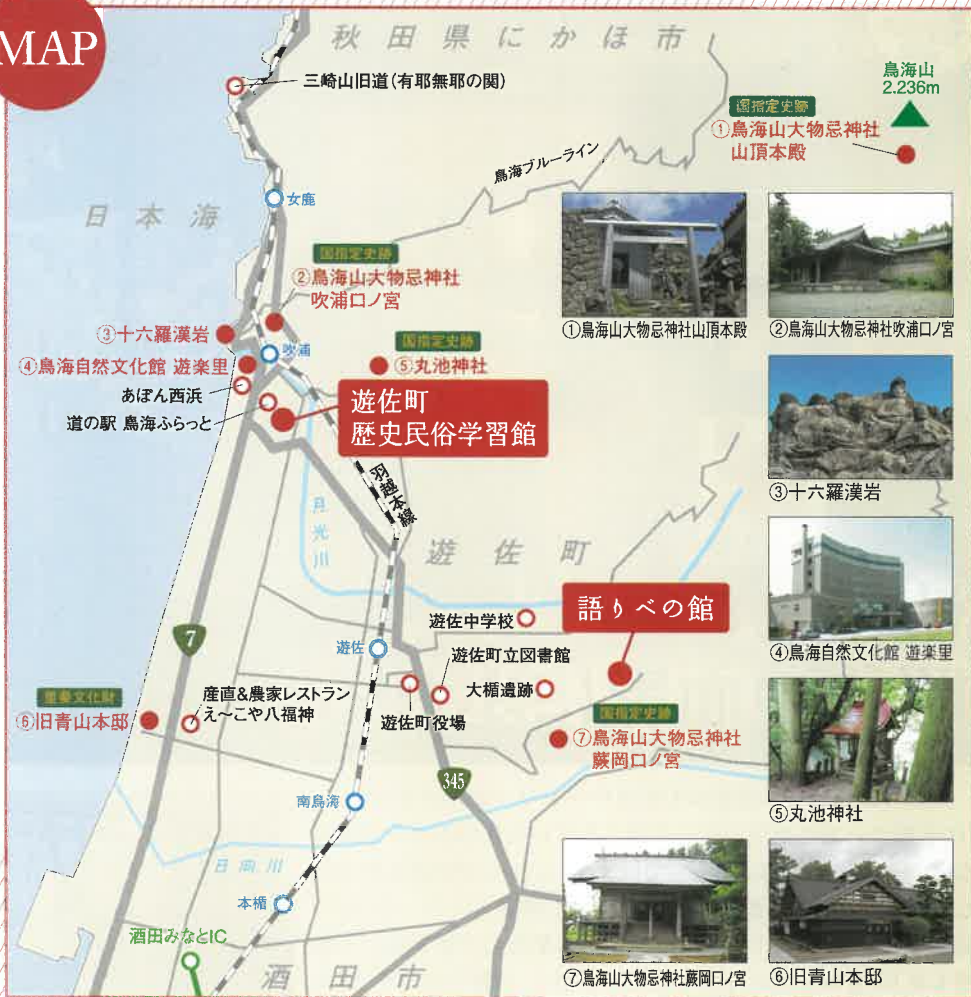 MAP
秋田県にかほ市
三崎山旧道(有耶無耶の関)
鳥海山
2.236m
国指定史跡
①鳥海山大物忌神社
山頂本殿
鳥海ブルーライン
日本海
女鹿
国指定史跡
②鳥海山大物忌神社
吹浦口ノ宮
①鳥海山大物忌神社山頂本殿
②鳥海山大物忌神社吹浦口ノ宮
③十六羅漢岩
吹浦
国指定史跡
⑤丸池神社
④鳥海自然文化館 遊楽里
あぽん西浜
道の駅 鳥海ふらっと
遊佐町
歴史民俗学習館
羽越本線
月光川
③十六羅漢岩
遊佐町
語りべの館
遊佐中学校
7
遊佐
遊佐町立図書館
④鳥海自然文化館 遊楽里
大楯遺跡
重要文化財
⑥旧青山本邸
産直&農家レストラン
え〜こや八福神
遊佐町役場
国指定史跡
⑦鳥海山大物忌神社
蕨岡口ノ宮
345
南鳥海
⑤丸池神社
日向川
本楯
酒田みなとIC
酒田市
⑦鳥海山大物忌神社蕨岡口ノ宮
⑥旧青山本邸